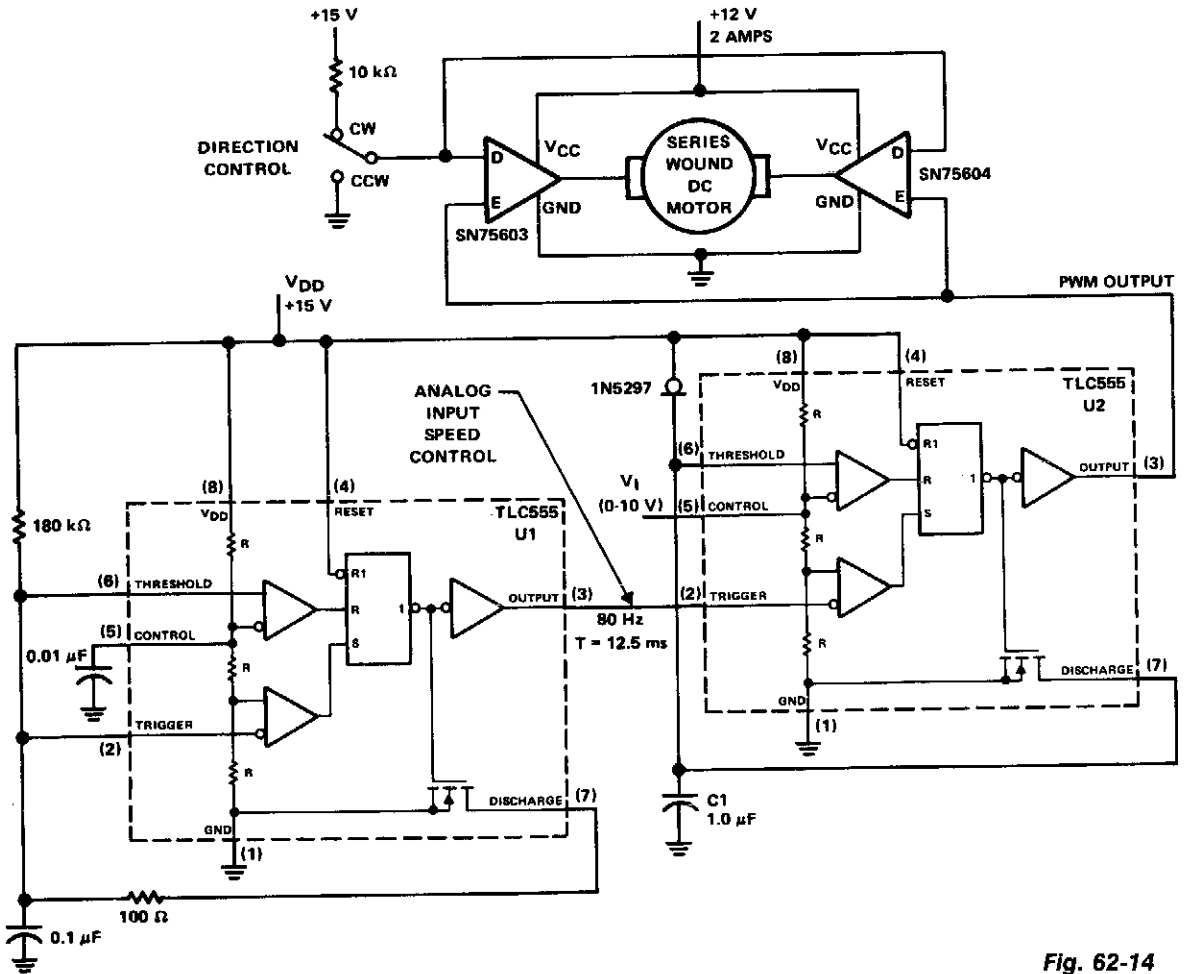 +15 V
10 kΩ
CW
DIRECTION
CONTROL
CCW
+12 V
2 AMPS
D
E
VCC
GND
SN75603
SERIES
WOUND
DC
MOTOR
VCC
GND
D
E
SN75604
PWM OUTPUT
VDD
+15 V
180 kΩ
(8)
(4)
VDD
RESET
TLC555
U1
R
(6)
THRESHOLD
R1
R
S
1
OUTPUT
(3)
(5)
CONTROL
0.01 µF
R
TRIGGER
(2)
R
DISCHARGE
(7)
GND
(1)
100 Ω
0.1 µF
ANALOG
INPUT
SPEED
CONTROL
80 Hz
T = 12.5 ms
1N5297
(8)
(4)
VDD
RESET
TLC555
U2
R
(6)
THRESHOLD
R1
R
S
1
OUTPUT
(3)
VI
(0-10 V)
(5)
CONTROL
R
(2)
TRIGGER
R
DISCHARGE
(7)
GND
(1)
C1
1.0 µF
Fig. 62-14